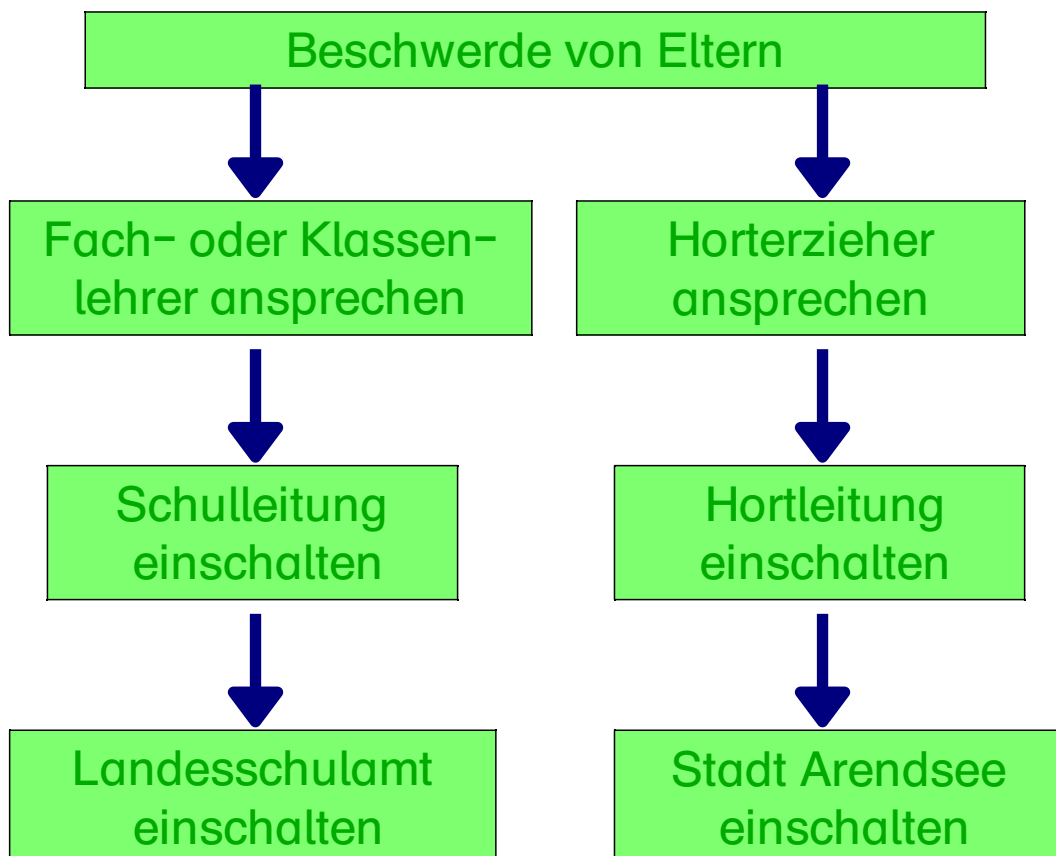 Beschwerde von Eltern
Fach- oder Klassen-
lehrer ansprechen
Horterzieher
ansprechen
Schulleitung
einschalten
Hortleitung
einschalten
Landesschulamt
einschalten
Stadt Arendsee
einschalten